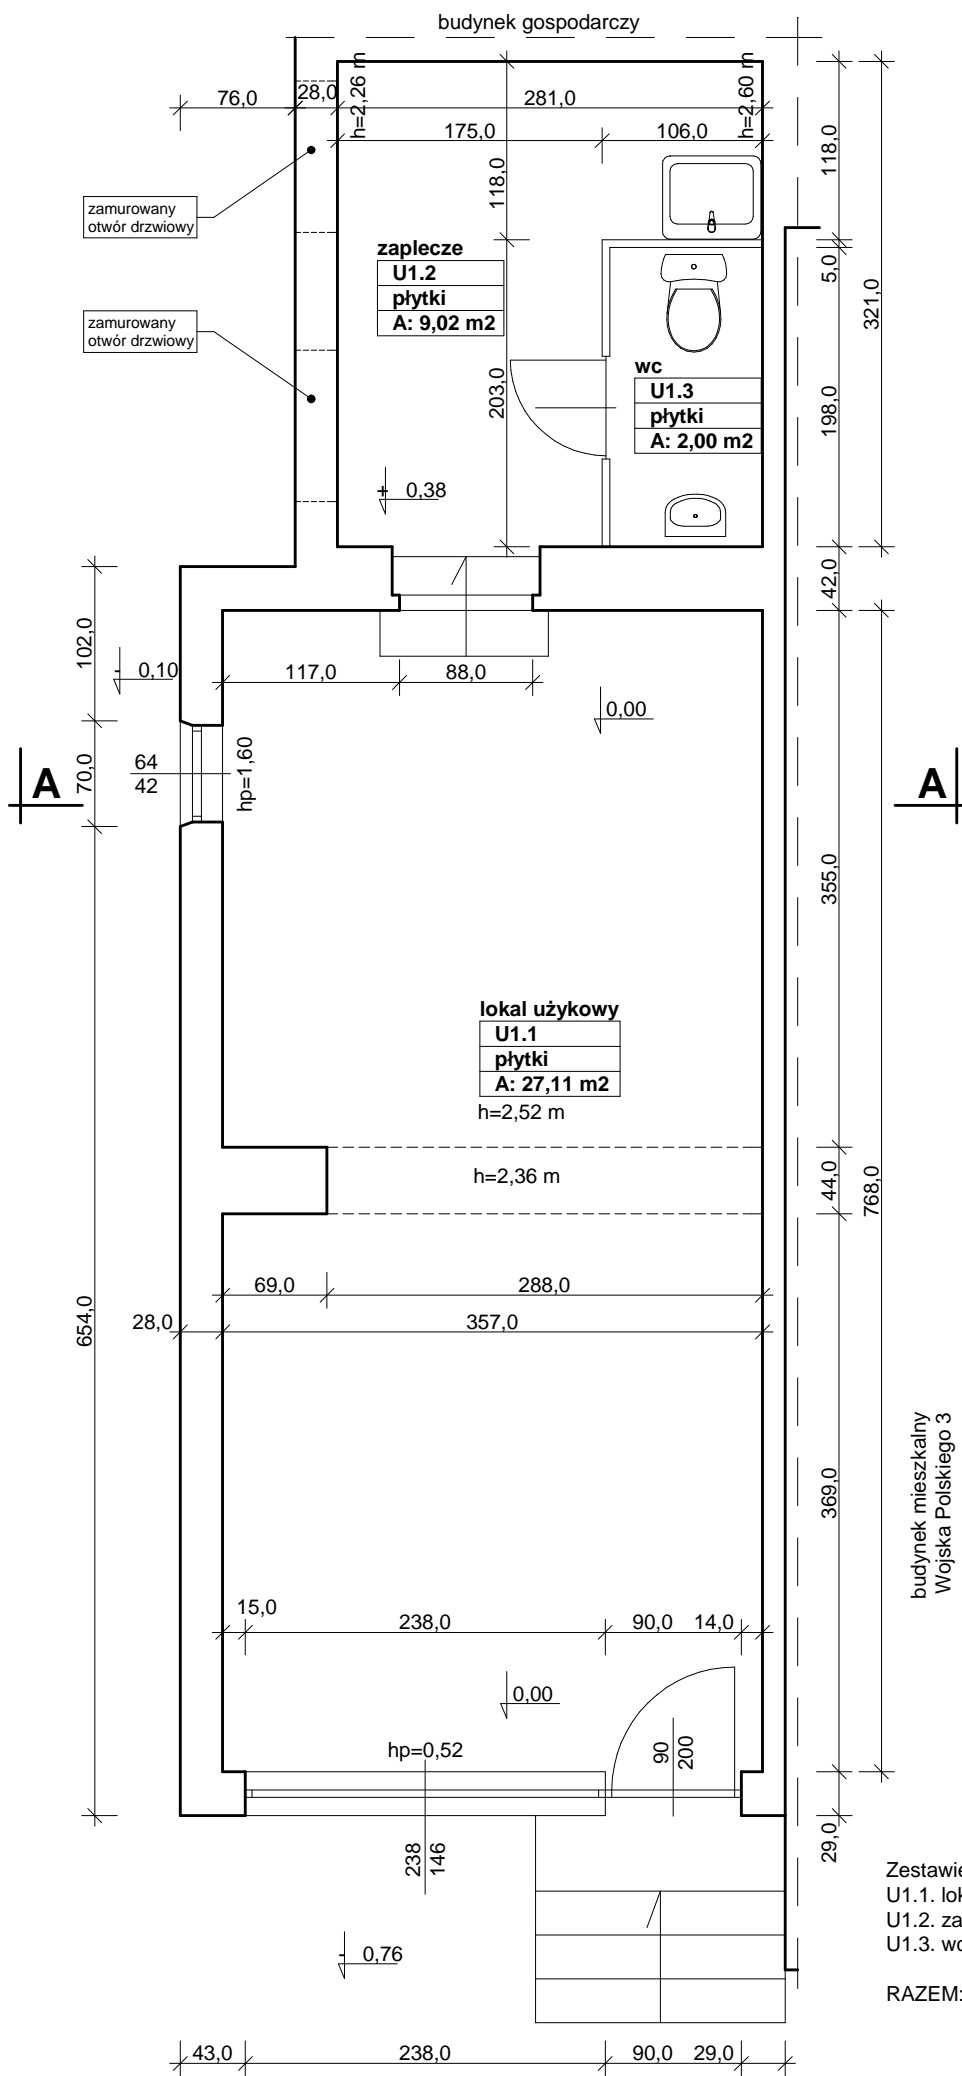 budynek gospodarczy
76,0
28,0
281,0
h=2,26 m
h=2,60 m
175,0
106,0
118,0
118,0
zamurowany
otwór drzwiowy
zaplecze
U1.2
płytki
A: 9,02 m2
5,0
321,0
zamurowany
otwór drzwiowy
wc
U1.3
płytki
A: 2,00 m2
203,0
198,0
+ 0,38
42,0
102,0
- 0,10
117,0
88,0
0,00
A
70,0
64
42
hp=1,60
A
355,0
lokal użykowy
U1.1
płytki
A: 27,11 m2
h=2,52 m
h=2,36 m
44,0
768,0
69,0
288,0
654,0
28,0
357,0
budynek mieszkalny
Wojska Polskiego 3
369,0
15,0
238,0
90,0
14,0
0,00
hp=0,52
90
200
238
146
29,0
- 0,76
U1.1.
U1.2.
U1.3.
RAZEM:
43,0
238,0
90,0
29,0